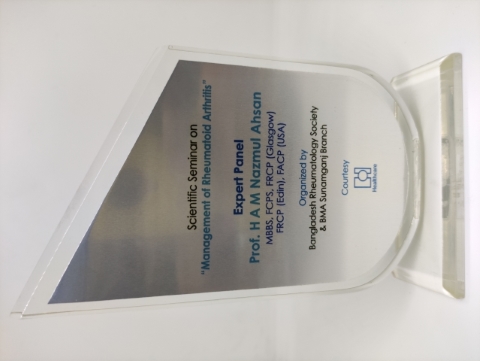 Scientific Seminar on
"Management of Rheumatoid Arthritis"
Expert Panel
Prof. H A M Nazmul Ahsan
MBBS, FCPS, FRCP (Glasgow)
FRCP (Edin), FACP (USA)
Organized by
Bangladesh Rheumatology Society
& BMA Sunamganj Branch
Courtesy
Healthcare